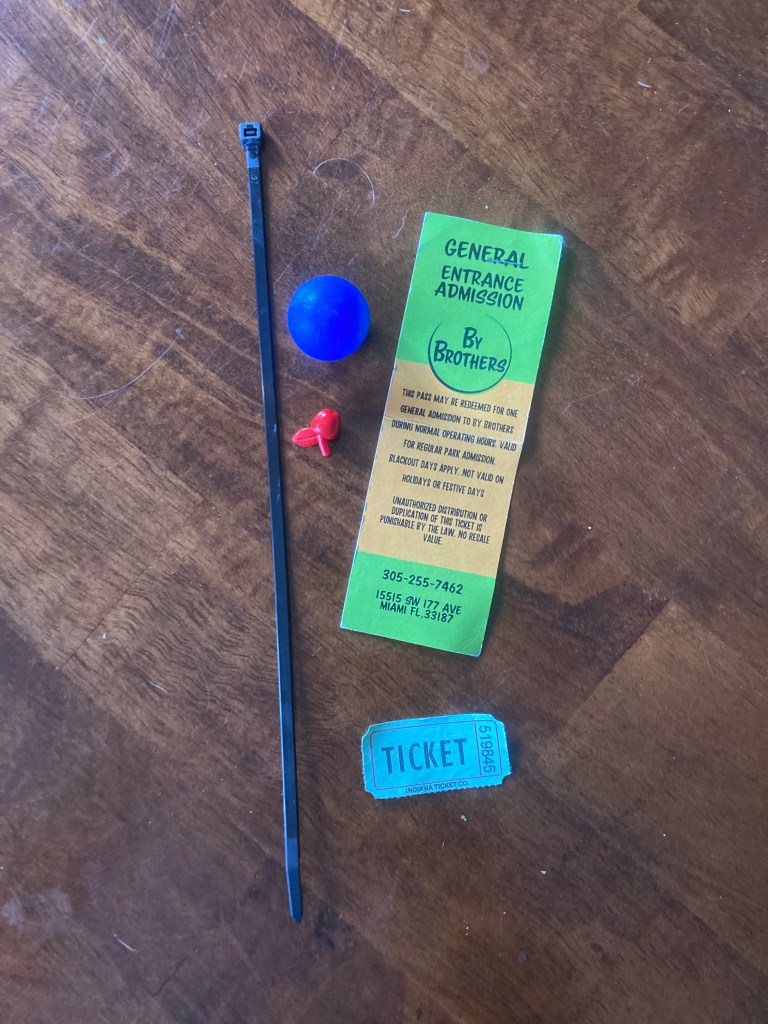 GENERAL
ENTRANCE
ADMISSION
BY
BROTHERS
THIS PASS MAY BE REDEEMED FOR ONE
GENERAL ADMISSION TO BY BROTHERS
DURING NORMAL OPERATING HOURS. VALID
FOR REGULAR PARK ADMISSION.
BLACKOUT DAYS APPLY. NOT VALID ON
HOLIDAYS OR FESTIVE DAYS
UNAUTHORIZED DISTRIBUTION OR
DUPLICATION OF THIS TICKET IS
PUNISHABLE BY THE LAW. NO RESALE
VALUE.
305-255-7462
15515 SW 177 AVE
MIAMI FL,33187
TICKET
519845
INDIANA TICKET CO.